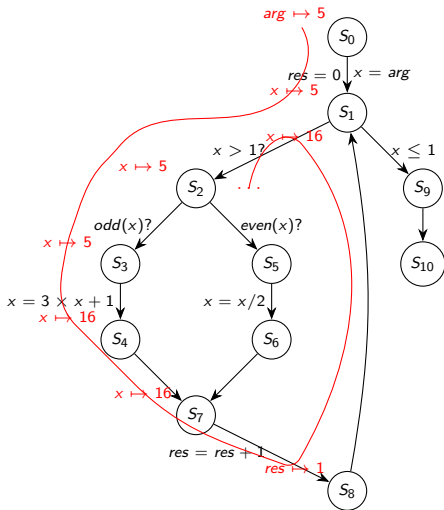 arg ↦ 5
S0
res = 0
x = arg
x ↦ 5
S1
x ↦ 16
x > 1?
x ≤ 1
x ↦ 5
S2
. . .
S9
odd(x)?
even(x)?
x ↦ 5
S3
S5
S10
x = 3 × x + 1
x = x/2
x ↦ 16
S4
S6
x ↦ 16
S7
res = res + 1
res ↦ 1
S8